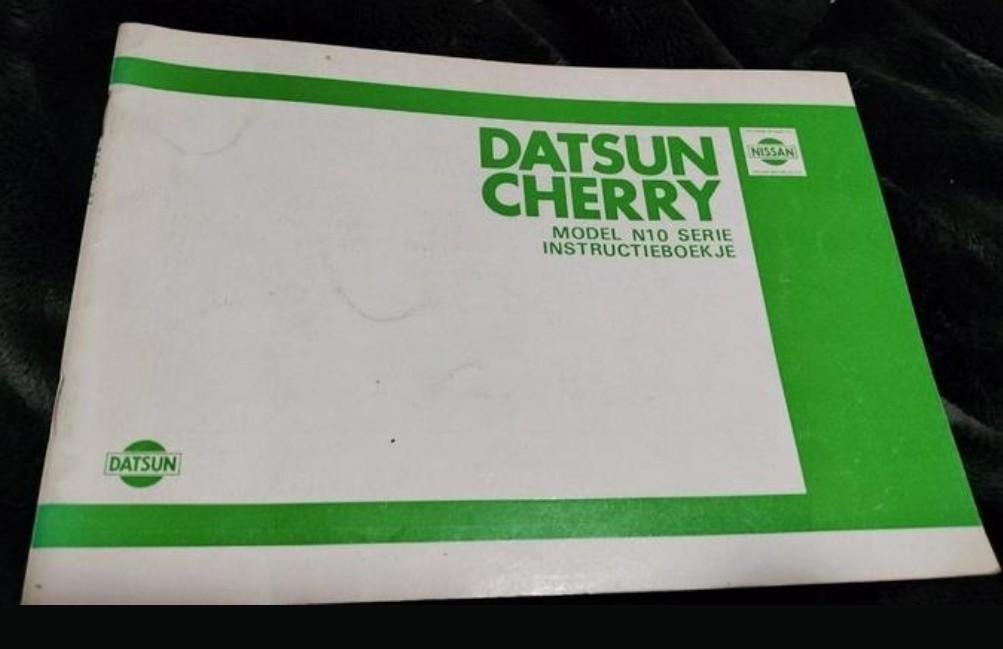 DATSUN
CHERRY
MODEL N10 SERIE
INSTRUCTIEBOEKJE
NISSAN
DATSUN